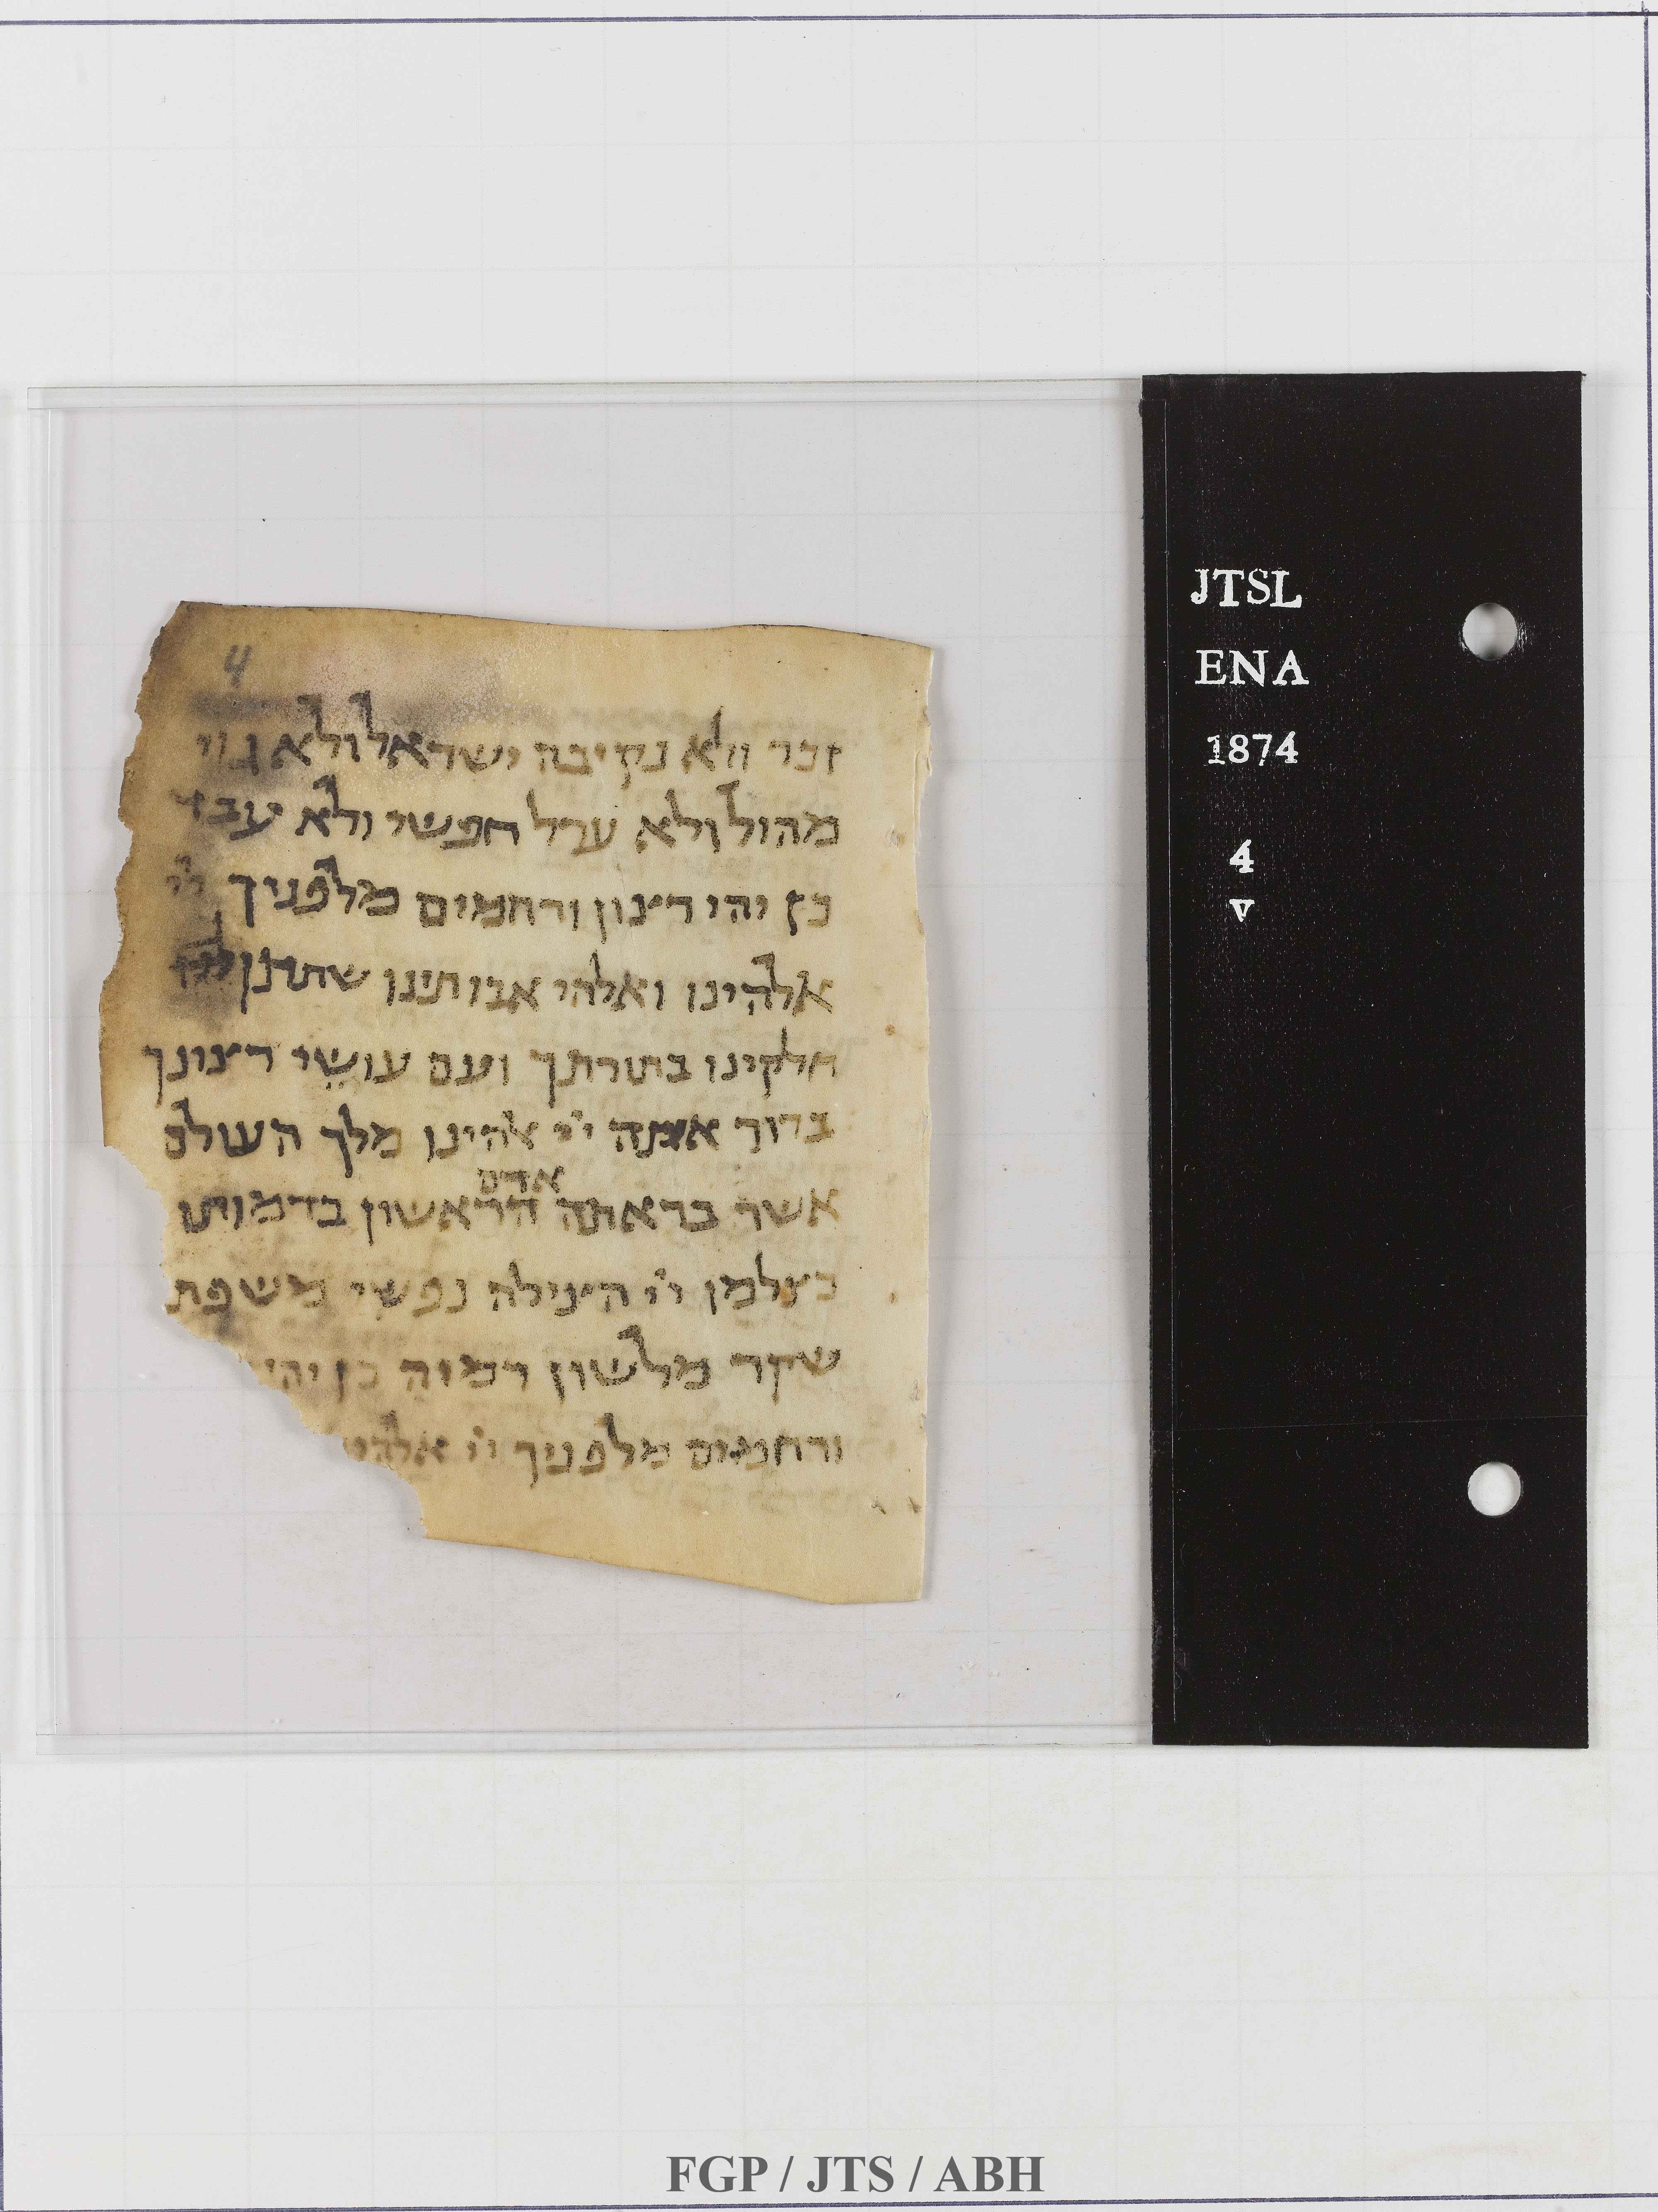 4
זכר ולא נקיבה ישראל ולא גוי
מהול ולא ערל חפשי ולא עבד
כן יהי רצון ורחמים מלפניך יי
אלהינו ואלהי אבותינו שתתן
חלקינו בתורתך ועם עושי רצונך
ברוך אתה יי אלהינו מלך העולם
אדם
אשר בראתה הראשון בדמותו
כצלמו יי הצילה נפשי משפת
שקר מלשון רמיה כן יהי
ורחמים מלפניך יי אלהי
JTSL
ENA
1874
4
v
FGP / JTS / ABH